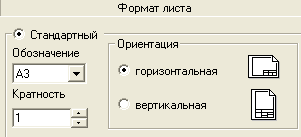 Формат листа
Стандартный
Обозначение
А3
Кратность
1
Ориентация
горизонтальная
вертикальная